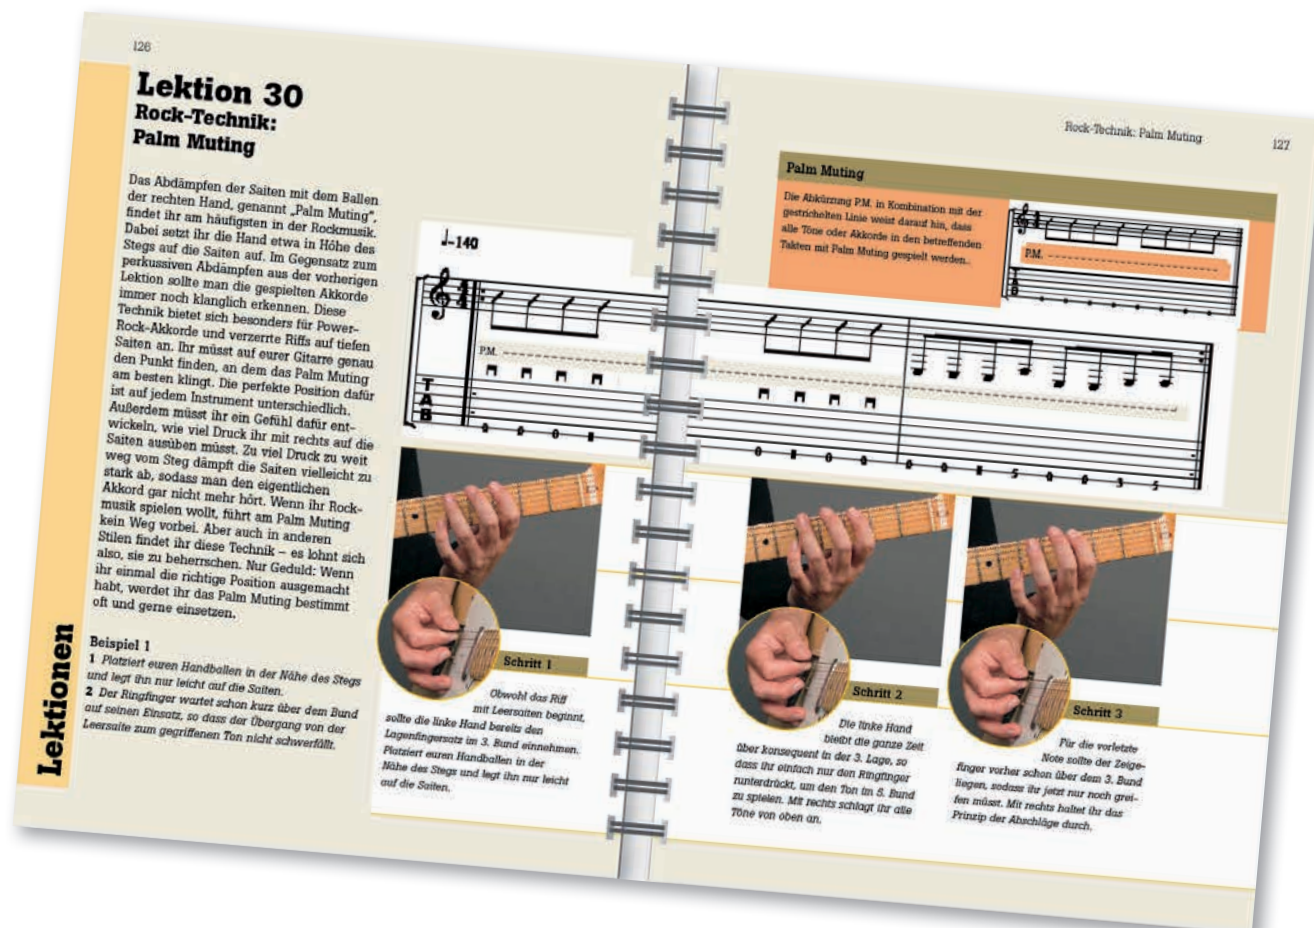 126
Lektion 30
Rock-Technik:
Palm Muting
Das Abdämpfen der Saiten mit dem Ballen
der rechten Hand, genannt „Palm Muting“,
findet ihr am häufigsten in der Rockmusik.
Dabei setzt ihr die Hand etwa in Höhe des
Stegs auf die Saiten auf. Im Gegensatz zum
perkussiven Abdämpfen aus der vorherigen
Lektion sollte man die gespielten Akkorde
immer noch klanglich erkennen. Diese
Technik bietet sich besonders für Power-
Rock-Akkorde und verzerrte Riffs auf tiefen
Saiten an. Ihr müsst auf eurer Gitarre genau
den Punkt finden, an dem das Palm Muting
am besten klingt. Die perfekte Position dafür
ist auf jedem Instrument unterschiedlich.
Außerdem müsst ihr ein Gefühl dafür ent-
wickeln, wie viel Druck ihr mit rechts auf die
Saiten ausüben müsst. Zu viel Druck zu weit
weg vom Steg dämpft die Saiten vielleicht zu
stark ab, sodass man den eigentlichen
Akkord gar nicht mehr hört. Wenn ihr Rock-
musik spielen wollt, führt am Palm Muting
kein Weg vorbei. Aber auch in anderen
Stilen findet ihr diese Technik – es lohnt sich
also, sie zu beherrschen. Nur Geduld: Wenn
ihr einmal die richtige Position ausgemacht
habt, werdet ihr das Palm Muting bestimmt
oft und gerne einsetzen.
Beispiel 1
1 Platziert euren Handballen in der Nähe des Stegs
und legt ihn nur leicht auf die Saiten.
2 Der Ringfinger wartet schon kurz über dem Bund
auf seinen Einsatz, so dass der Übergang von der
Leersaite zum gegriffenen Ton nicht schwerfällt.
Lektionen
Rock-Technik: Palm Muting
127
Palm Muting
Die Abkürzung P.M. in Kombination mit der
gestrichelten Linie weist darauf hin, dass
alle Töne oder Akkorde in den betreffenden
Takten mit Palm Muting gespielt werden..
P.M.
♩=140
4
4
P.M.
T
A
B
Schritt 1
Obwohl das Riff
mit Leersaiten beginnt,
sollte die linke Hand bereits den
Lagenfingersatz im 3. Bund einnehmen.
Platziert euren Handballen in der
Nähe des Stegs und legt ihn nur leicht
auf die Saiten.
Schritt 2
Die linke Hand
bleibt die ganze Zeit
über konsequent in der 3. Lage, so
dass ihr einfach nur den Ringfinger
runterdrückt, um den Ton im 5. Bund
zu spielen. Mit rechts schlagt ihr alle
Töne von oben an.
Schritt 3
Für die vorletzte
Note sollte der Zeige-
finger vorher schon über dem 3. Bund
liegen, sodass ihr jetzt nur noch grei-
fen müsst. Mit rechts haltet ihr das
Prinzip der Abschläge durch.